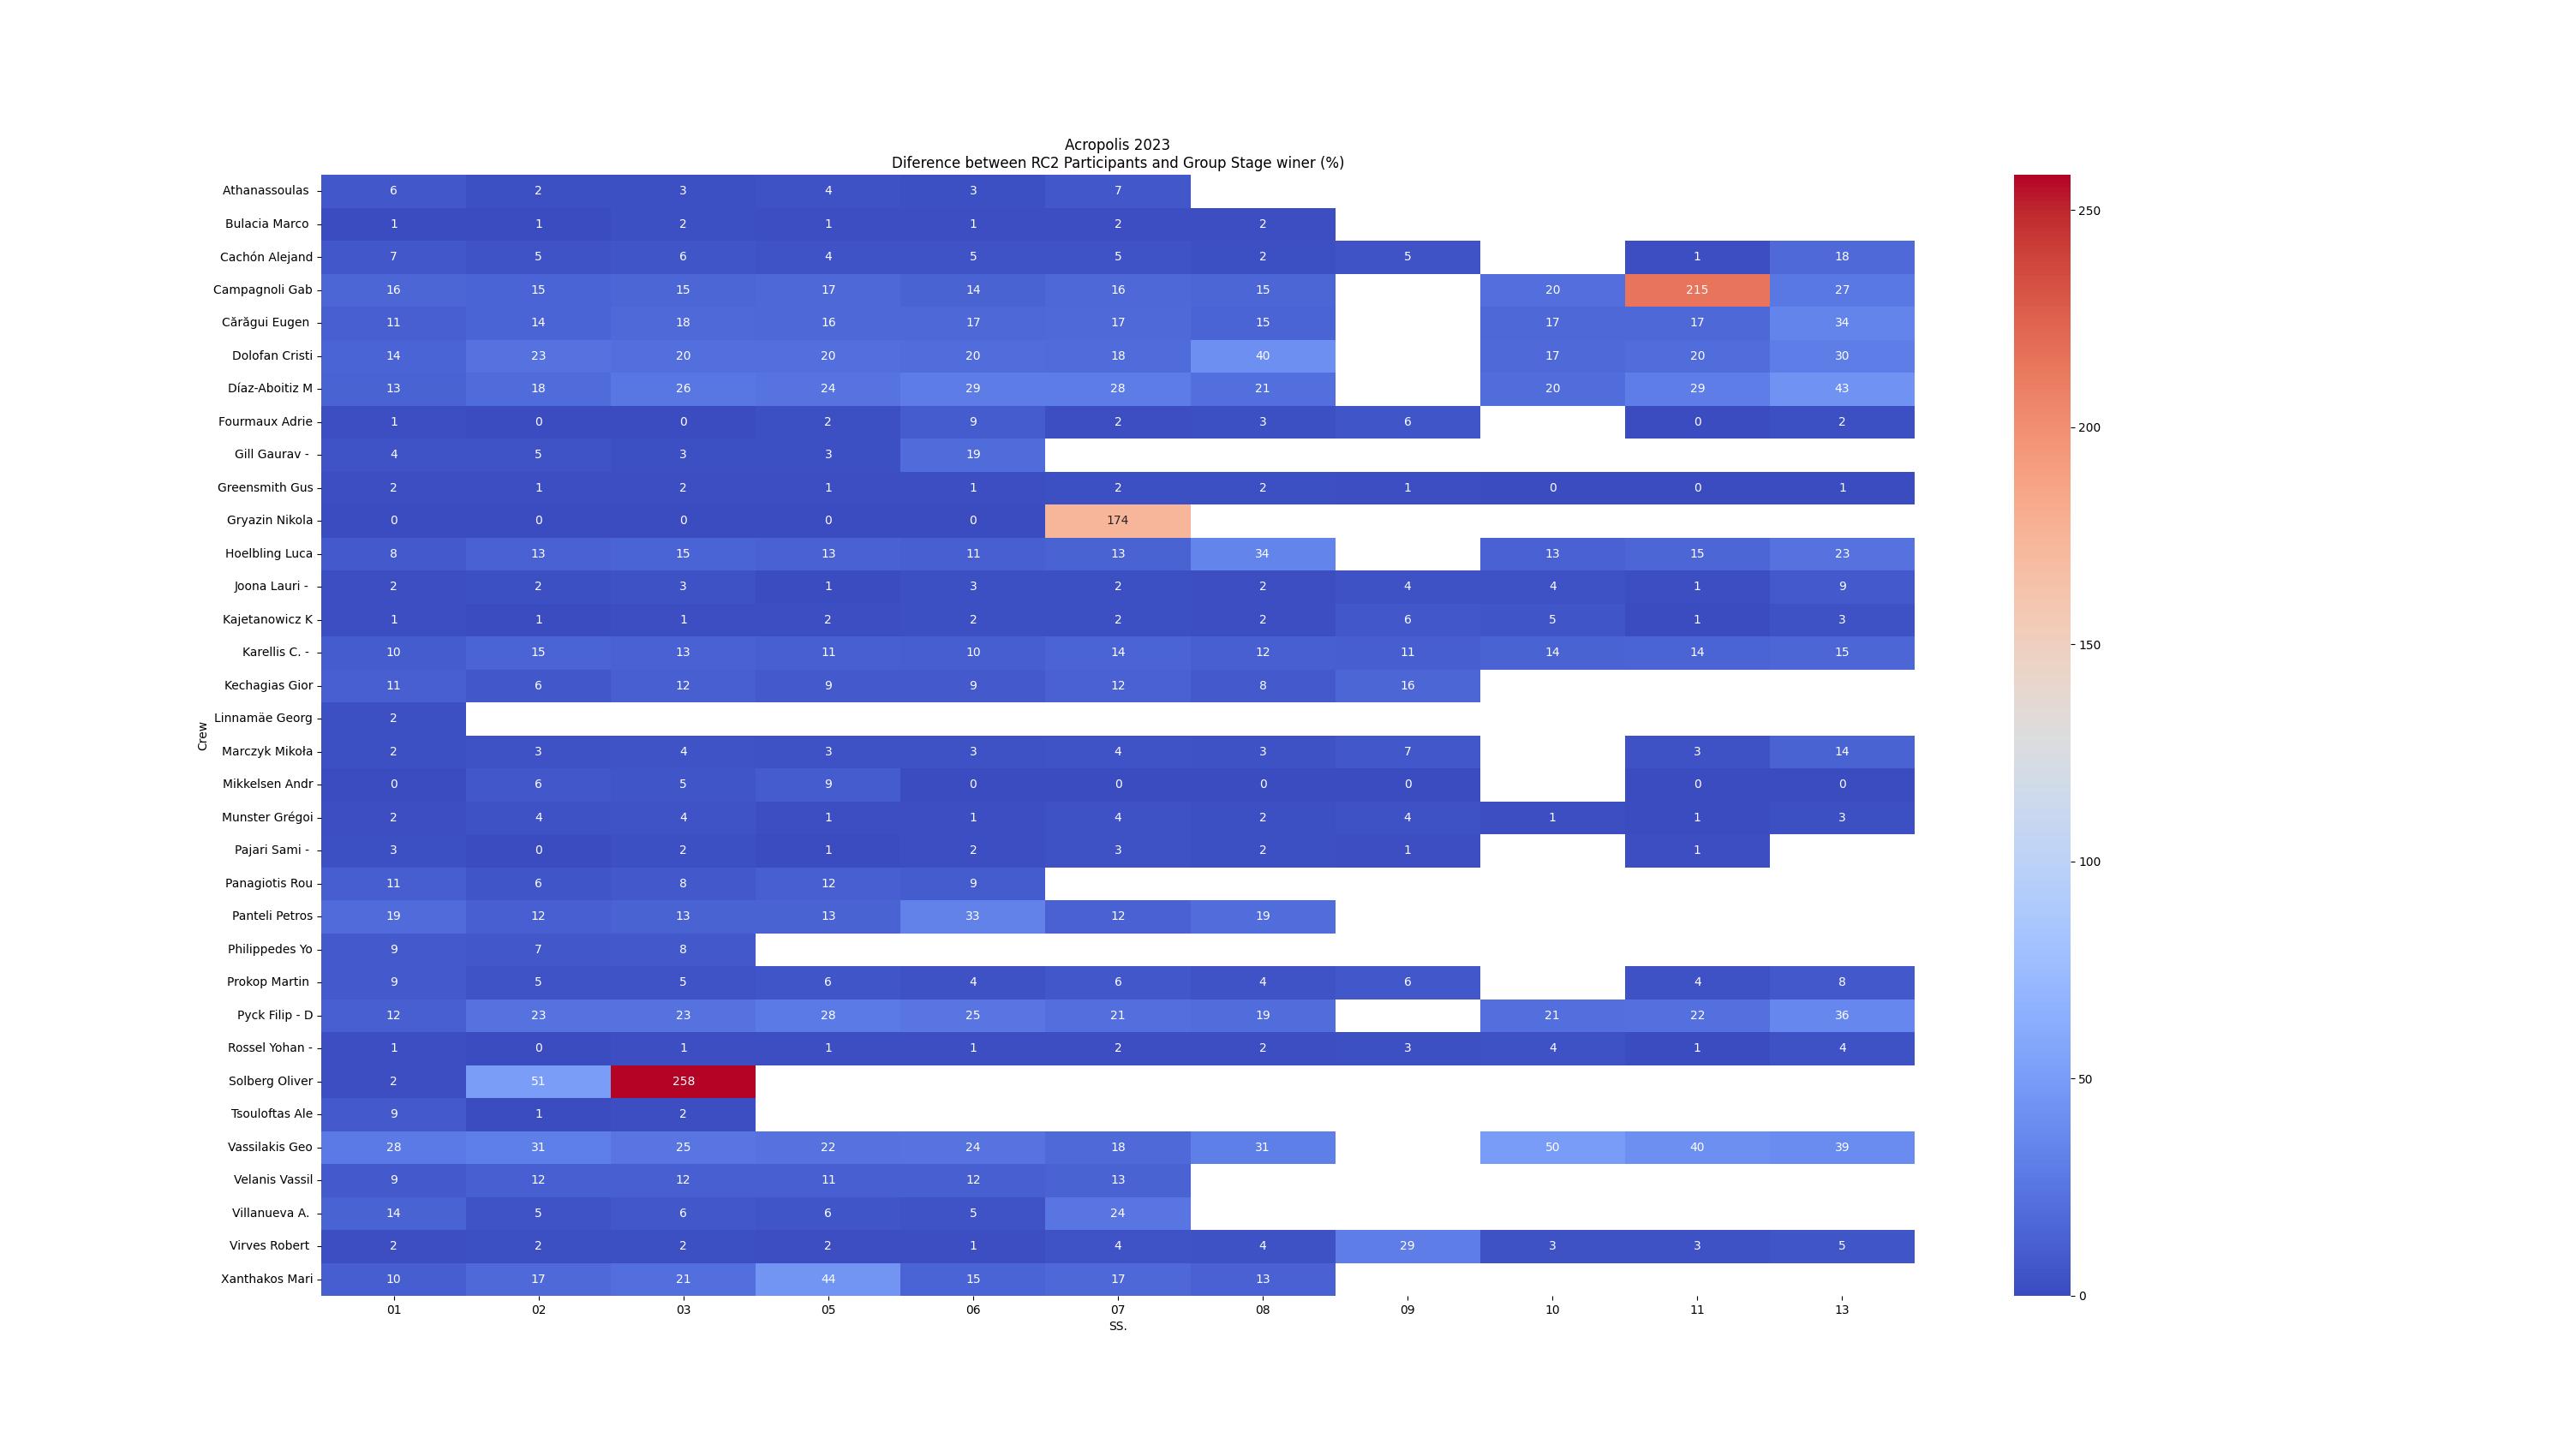 Acropolis 2023
Diference between RC2 Participants and Group Stage winer (%)
Athanassoulas 6 2 3 4 3 7
Bulacia Marco 1 1 2 1 1 2 2
Cachón Alejand 7 5 6 4 5 5 2 5 1 18
Campagnoli Gab 16 15 15 17 14 16 15 20 215 27
Cărăgui Eugen 11 14 18 16 17 17 15 17 17 34
Dolofan Cristi 14 23 20 20 20 18 40 17 20 30
Díaz-Aboitiz M 13 18 26 24 29 28 21 20 29 43
Fourmaux Adrie 1 0 0 2 9 2 3 6 0 2
Gill Gaurav - 4 5 3 3 19
Greensmith Gus 2 1 2 1 1 2 2 1 0 0 1
Gryazin Nikola 0 0 0 0 0 174
Hoelbling Luca 8 13 15 13 11 13 34 13 15 23
Joona Lauri - 2 2 3 1 3 2 2 4 4 1 9
Kajetanowicz K 1 1 1 2 2 2 2 6 5 1 3
Karellis C. - 10 15 13 11 10 14 12 11 14 14 15
Kechagias Gior 11 6 12 9 9 12 8 16
Linnamäe Georg 2
Crew
Marczyk Mikoła 2 3 4 3 3 4 3 7 3 14
Mikkelsen Andr 0 6 5 9 0 0 0 0 0 0
Munster Grégoi 2 4 4 1 1 4 2 4 1 1 3
Pajari Sami - 3 0 2 1 2 3 2 1 1
Panagiotis Rou 11 6 8 12 9
Panteli Petros 19 12 13 13 33 12 19
Philippedes Yo 9 7 8
Prokop Martin 9 5 5 6 4 6 4 6 4 8
Pyck Filip - D 12 23 23 28 25 21 19 21 22 36
Rossel Yohan - 1 0 1 1 1 2 2 3 4 1 4
Solberg Oliver 2 51 258
Tsouloftas Ale 9 1 2
Vassilakis Geo 28 31 25 22 24 18 31 50 40 39
Velanis Vassil 9 12 12 11 12 13
Villanueva A. 14 5 6 6 5 24
Virves Robert 2 2 2 2 1 4 4 29 3 3 5
Xanthakos Mari 10 17 21 44 15 17 13
01 02 03 05 06 07 08 09 10 11 13
SS.
250
200
150
100
50
0